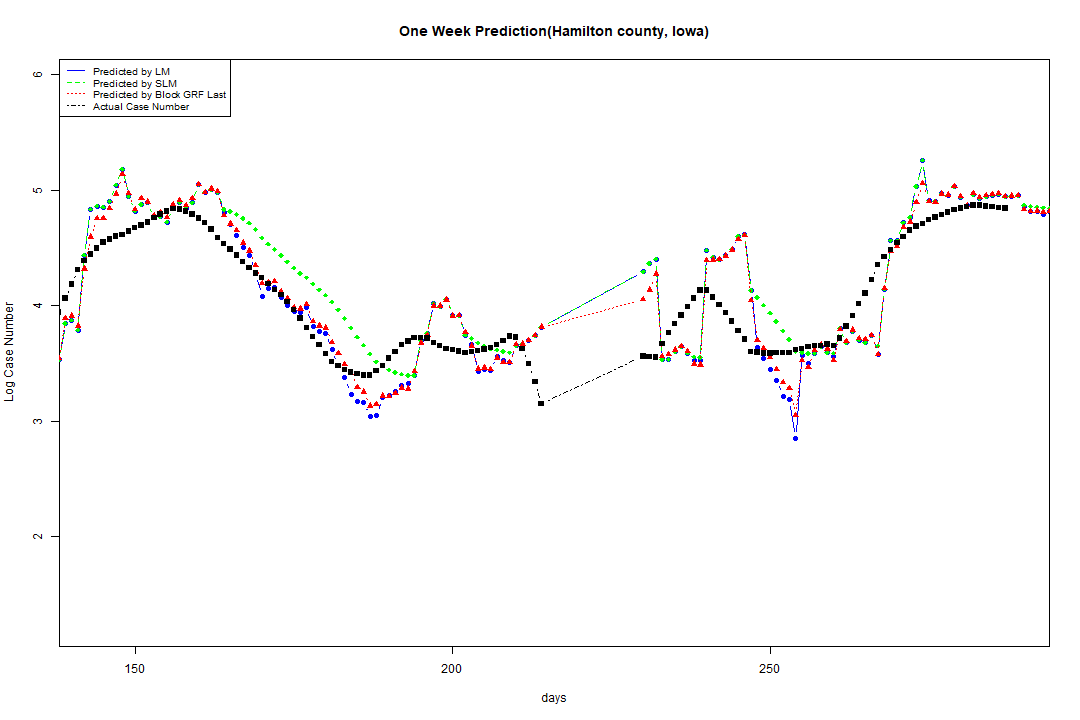 One Week Prediction(Hamilton county, Iowa)
Predicted by LM
Predicted by SLM
Predicted by Block GRF Last
Actual Case Number
6
5
4
3
2
Log Case Number
150
200
250
days